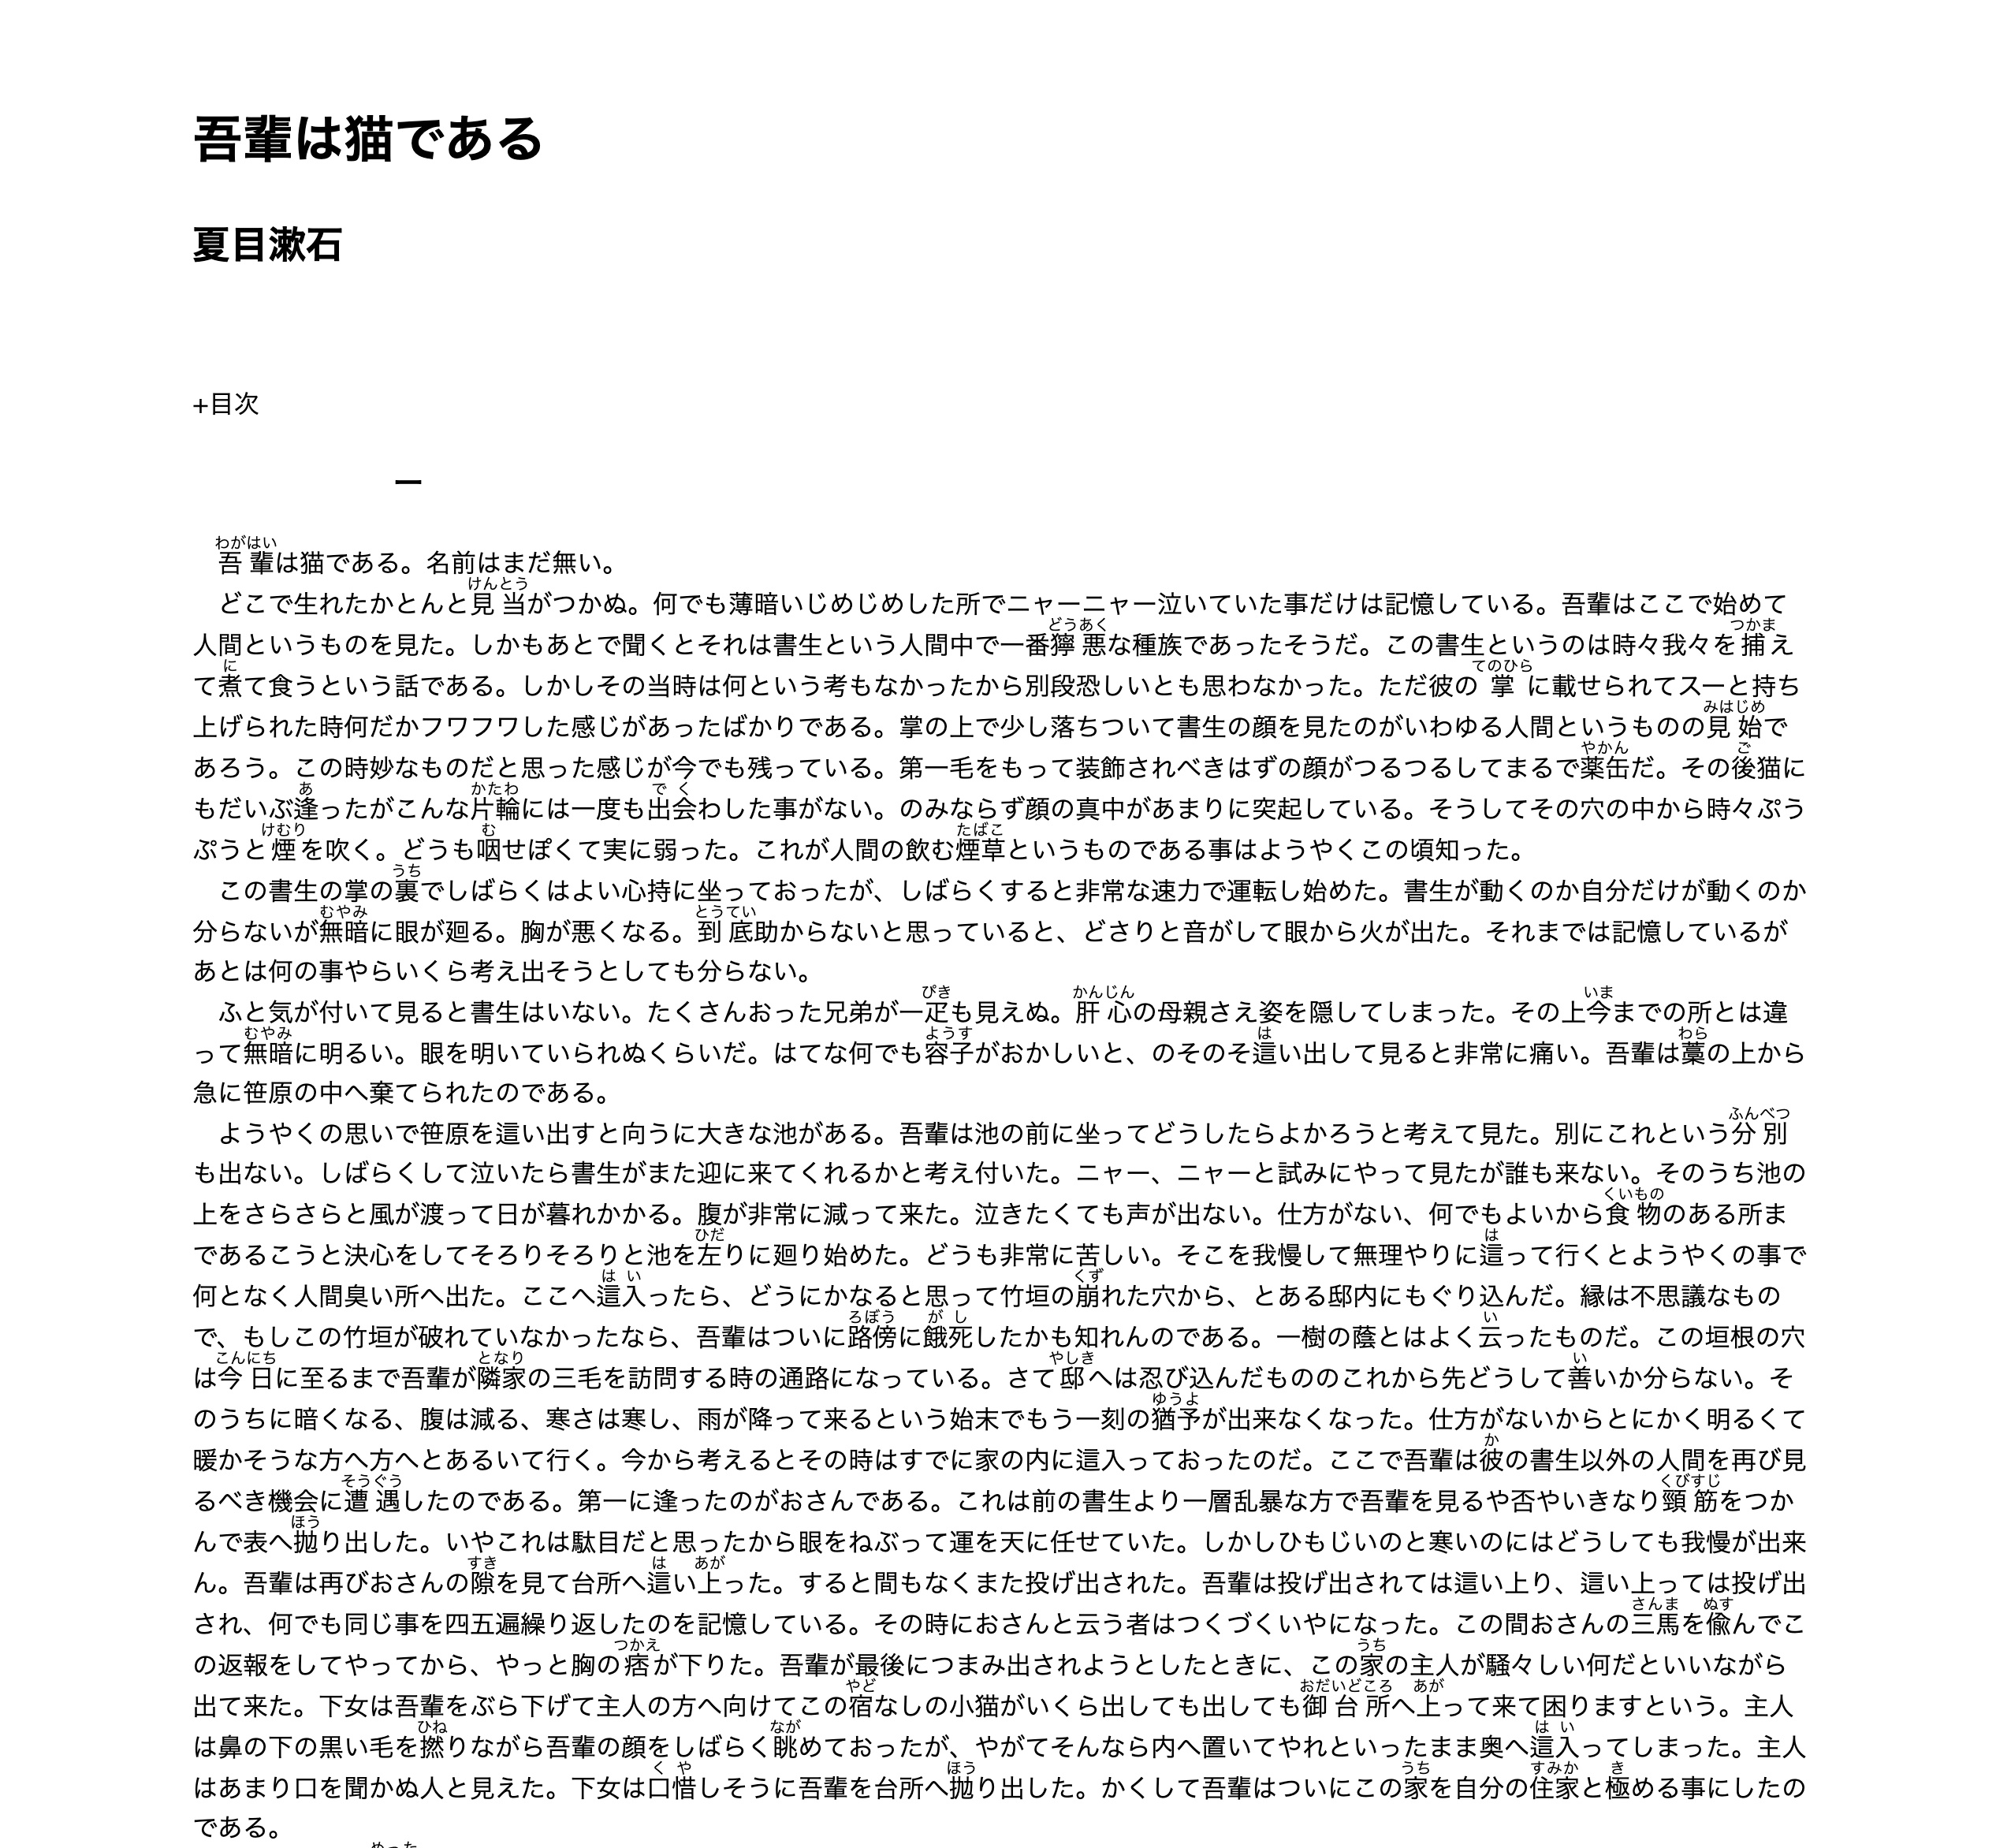 吾輩は猫である
夏目漱石
+目次
一
わがはい
吾輩は猫である。名前はまだ無い。
けんとう
どこで生れたかとんと見当がつかぬ。何でも薄暗いじめじめした所でニャーニャー泣いていた事だけは記憶している。吾輩はここで始めて
どうあく つかま
人間というものを見た。しかもあとで聞くとそれは書生という人間中で一番獰悪な種族であったそうだ。この書生というのは時々我々を捕え
に てのひら
て煮て食うという話である。しかしその当時は何という考もなかったから別段恐しいとも思わなかった。ただ彼の掌に載せられてスーと持ち
みはじめ
上げられた時何だかフワフワした感じがあったばかりである。掌の上で少し落ちついて書生の顔を見たのがいわゆる人間というものの見始で
やかん ご
あろう。この時妙なものだと思った感じが今でも残っている。第一毛をもって装飾されべきはずの顔がつるつるしてまるで薬缶だ。その後猫に
あ かたわ でく
もだいぶ逢ったがこんな片輪には一度も出会わした事がない。のみならず顔の真中があまりに突起している。そうしてその穴の中から時々ぷう
けむり む たばこ
ぷうと煙を吹く。どうも咽せぽくて実に弱った。これが人間の飲む煙草というものである事はようやくこの頃知った。
うち
この書生の掌の裏でしばらくはよい心持に坐っておったが、しばらくすると非常な速力で運転し始めた。書生が動くのか自分だけが動くのか
むやみ とうてい
分らないが無暗に眼が廻る。胸が悪くなる。到底助からないと思っていると、どさりと音がして眼から火が出た。それまでは記憶しているが
あとは何の事やらいくら考え出そうとしても分らない。
ぴき かんじん いま
ふと気が付いて見ると書生はいない。たくさんおった兄弟が一疋も見えぬ。肝心の母親さえ姿を隠してしまった。その上今までの所とは違
むやみ ようす は わら
って無暗に明るい。眼を明いていられぬくらいだ。はてな何でも容子がおかしいと、のそのそ這い出して見ると非常に痛い。吾輩は藁の上から
急に笹原の中へ棄てられたのである。
ふんべつ
ようやくの思いで笹原を這い出すと向うに大きな池がある。吾輩は池の前に坐ってどうしたらよかろうと考えて見た。別にこれという分別
も出ない。しばらくして泣いたら書生がまた迎に来てくれるかと考え付いた。ニャー、ニャーと試みにやって見たが誰も来ない。そのうち池の
くいもの
上をさらさらと風が渡って日が暮れかかる。腹が非常に減って来た。泣きたくても声が出ない。仕方がない、何でもよいから食物のある所ま
ひだ は
であるこうと決心をしてそろりそろりと池を左りに廻り始めた。どうも非常に苦しい。そこを我慢して無理やりに這って行くとようやくの事で
はい くず
何となく人間臭い所へ出た。ここへ這入ったら、どうにかなると思って竹垣の崩れた穴から、とある邸内にもぐり込んだ。縁は不思議なもの
ろぼう がし い
で、もしこの竹垣が破れていなかったなら、吾輩はついに路傍に餓死したかも知れんのである。一樹の蔭とはよく云ったものだ。この垣根の穴
こんにち となり やしき い
は今日に至るまで吾輩が隣家の三毛を訪問する時の通路になっている。さて邸へは忍び込んだもののこれから先どうして善いか分らない。そ
ゆうよ
のうちに暗くなる、腹は減る、寒さは寒し、雨が降って来るという始末でもう一刻の猶予が出来なくなった。仕方がないからとにかく明るくて
か
暖かそうな方へ方へとあるいて行く。今から考えるとその時はすでに家の内に這入っておったのだ。ここで吾輩は彼の書生以外の人間を再び見
そうぐう くびすじ
るべき機会に遭遇したのである。第一に逢ったのがおさんである。これは前の書生より一層乱暴な方で吾輩を見るや否やいきなり頸筋をつか
ほう
んで表へ抛り出した。いやこれは駄目だと思ったから眼をねぶって運を天に任せていた。しかしひもじいのと寒いのにはどうしても我慢が出来
すき は あが
ん。吾輩は再びおさんの隙を見て台所へ這い上った。すると間もなくまた投げ出された。吾輩は投げ出されては這い上り、這い上っては投げ出
さんま ぬす
され、何でも同じ事を四五遍繰り返したのを記憶している。その時におさんと云う者はつくづくいやになった。この間おさんの三馬を偸んでこ
つかえ うち
の返報をしてやってから、やっと胸の痞が下りた。吾輩が最後につまみ出されようとしたときに、この家の主人が騒々しい何だといいながら
やど おだいどころ あが
出て来た。下女は吾輩をぶら下げて主人の方へ向けてこの宿なしの小猫がいくら出しても出しても御台所へ上って来て困りますという。主人
ひね なが はい
は鼻の下の黒い毛を撚りながら吾輩の顔をしばらく眺めておったが、やがてそんなら内へ置いてやれといったまま奥へ這入ってしまった。主人
くや ほう うち すみか き
はあまり口を聞かぬ人と見えた。下女は口惜しそうに吾輩を台所へ抛り出した。かくして吾輩はついにこの家を自分の住家と極める事にしたの
である。